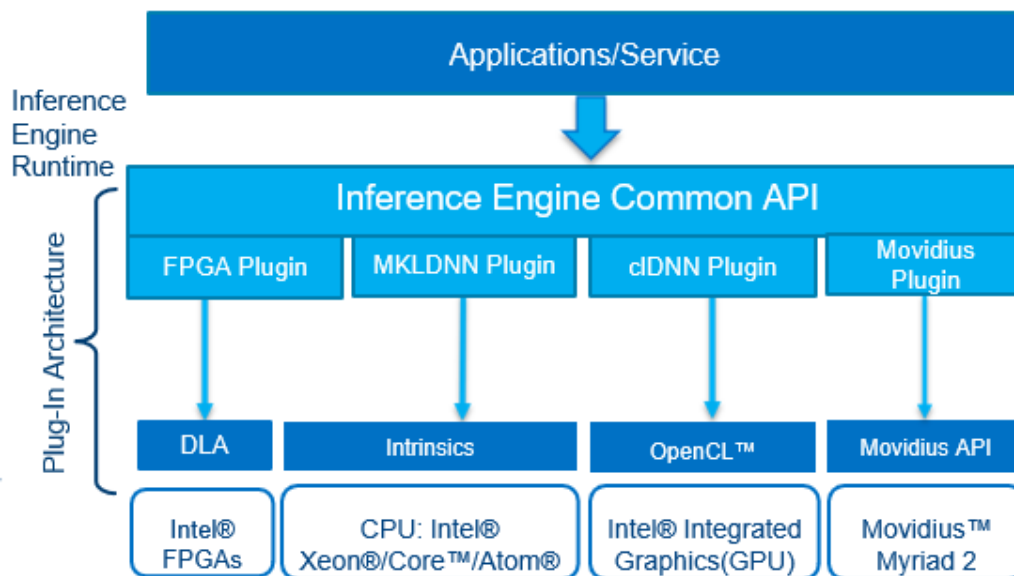 Applications/Service
Inference
Engine
Runtime
Inference Engine Common API
FPGA Plugin
MKLDNN Plugin
clDNN Plugin
Movidius
Plugin
Plug-In Architecture
DLA
Intrinsics
OpenCL™
Movidius API
Intel®
FPGAs
CPU: Intel®
Xeon®/Core™/Atom®
Intel® Integrated
Graphics(GPU)
Movidius™
Myriad 2